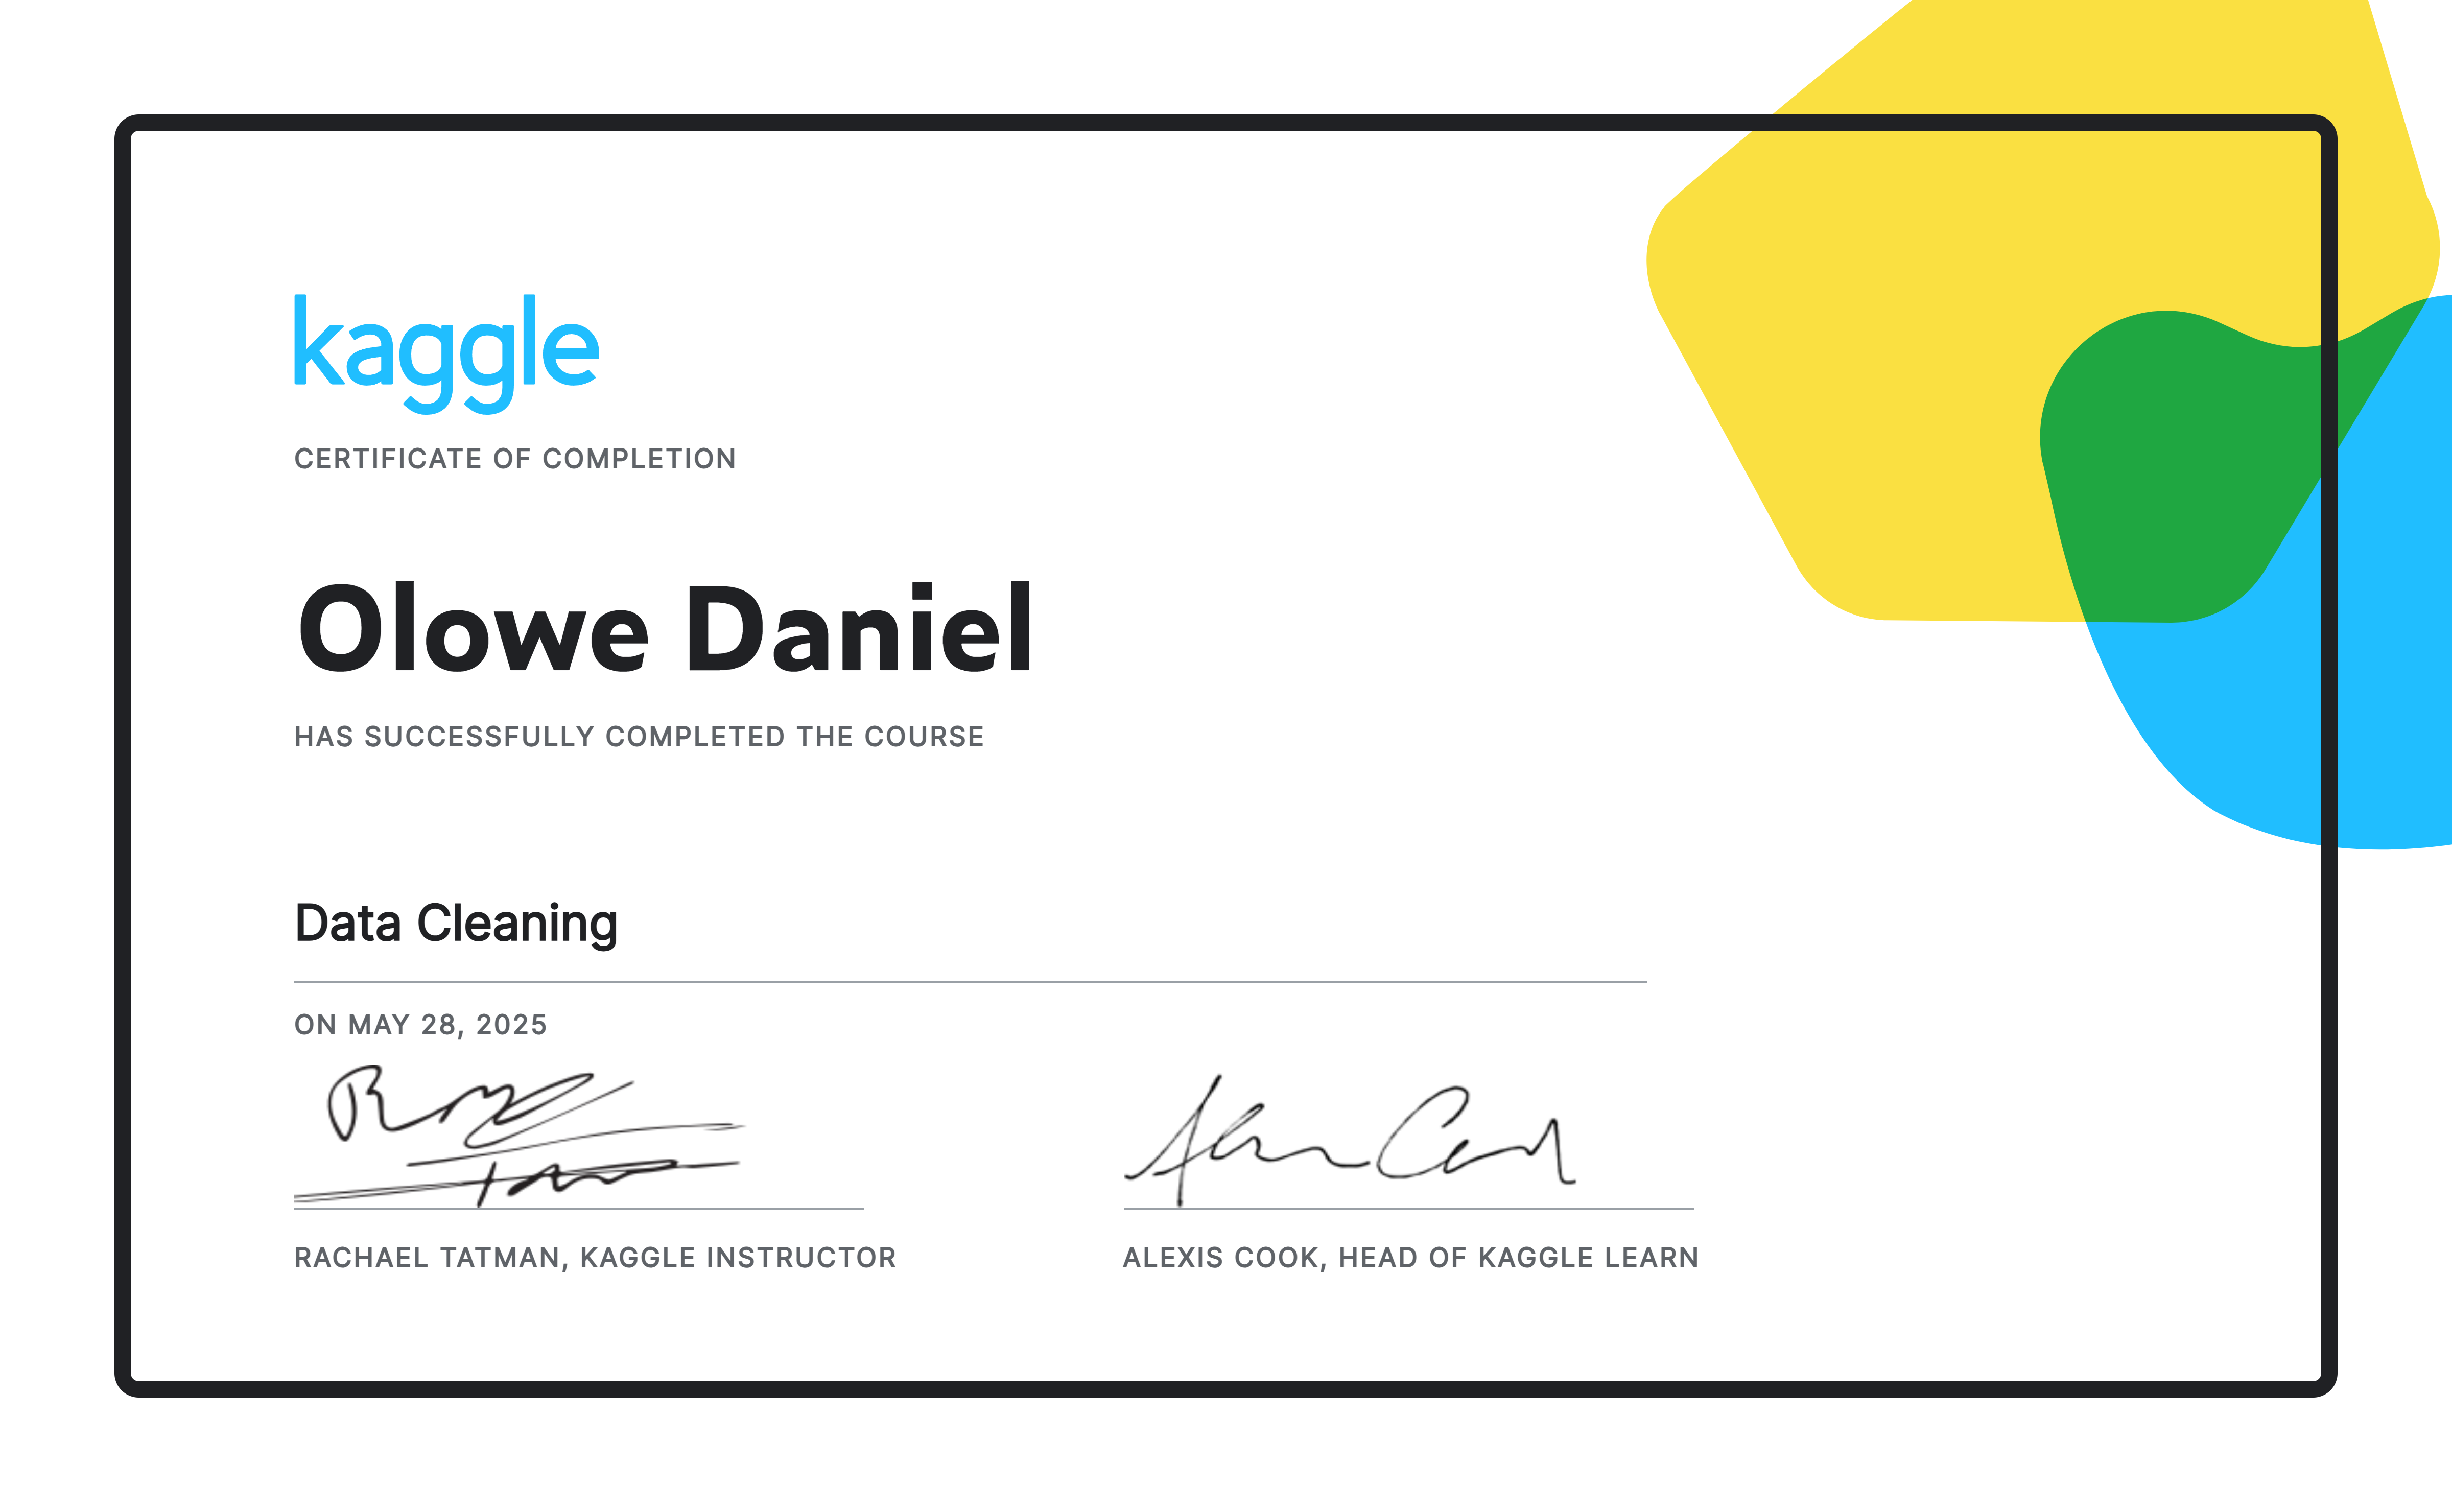 kaggle
CERTIFICATE OF COMPLETION
Olowe Daniel
HAS SUCCESSFULLY COMPLETED THE COURSE
Data Cleaning
ON MAY 28, 2025
RACHAEL TATMAN, KAGGLE INSTRUCTOR
ALEXIS COOK, HEAD OF KAGGLE LEARN